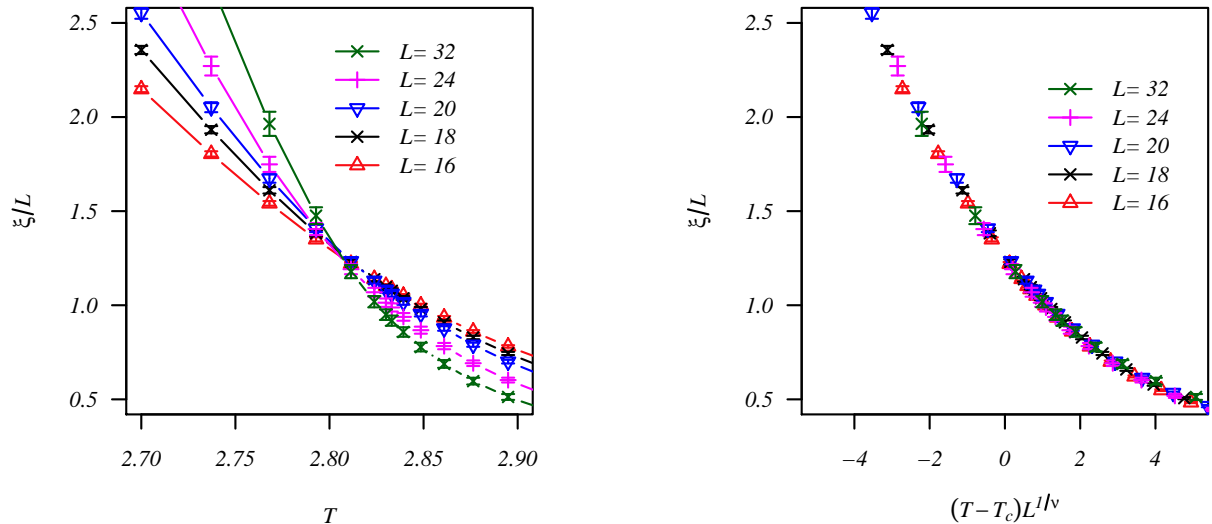 2.5
2.0
1.5
1.0
0.5
ξ/L
2.70 2.75 2.80 2.85 2.90
T
L= 32
L= 24
L= 20
L= 18
L= 16
2.5
2.0
1.5
1.0
0.5
ξ/L
−4 −2 0 2 4
(T−Tc)L^1/ν
L= 32
L= 24
L= 20
L= 18
L= 16